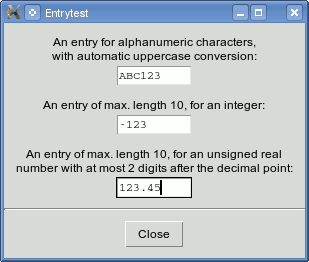 Entrytest
An entry for alphanumeric characters,
with automatic uppercase conversion:
ABC123
An entry of max. length 10, for an integer:
-123
An entry of max. length 10, for an unsigned real
number with at most 2 digits after the decimal point:
123.45
Close